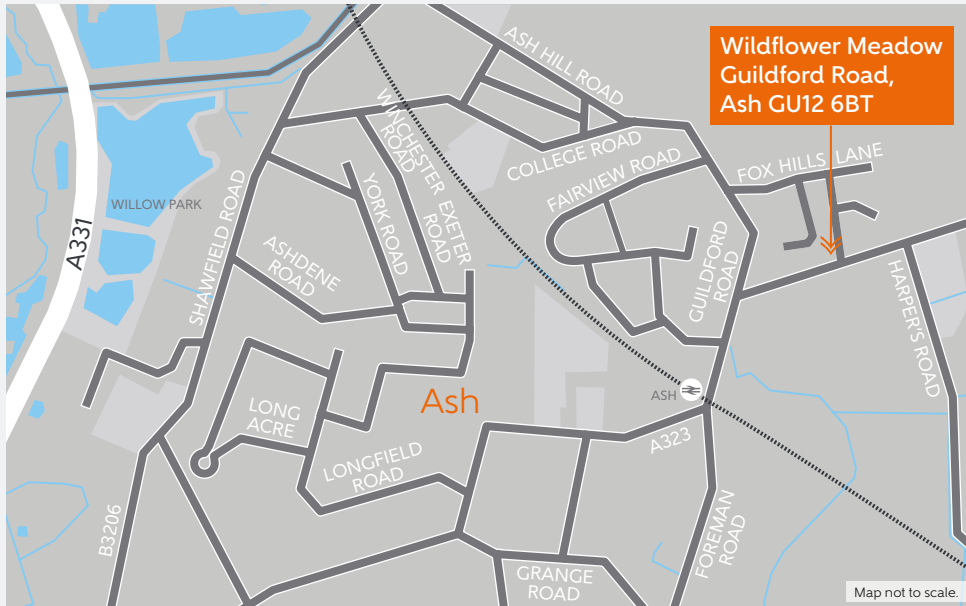 ASH HILL ROAD
Wildflower Meadow
Guildford Road,
Ash GU12 6BT
WINCHESTER
ROAD
COLLEGE ROAD
FOX HILLS LANE
FAIRVIEW ROAD
YORK ROAD
EXETER
ROAD
WILLOW PARK
A331
SHAWFIELD ROAD
ASHDENE
ROAD
GUILDFORD
ROAD
HARPER'S ROAD
ASH
Ash
LONG
ACRE
A323
LONGFIELD
ROAD
B3206
FOREMAN
ROAD
GRANGE
ROAD
Map not to scale.